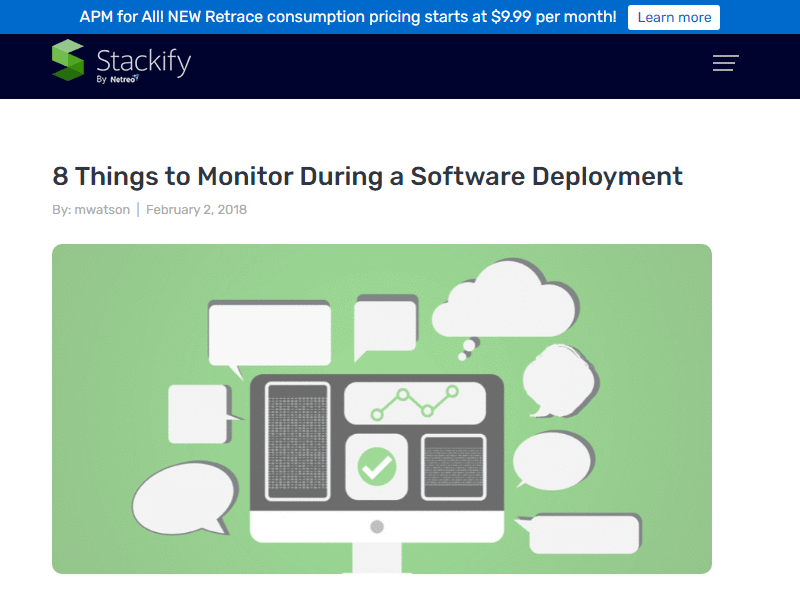 APM for All! NEW Retrace consumption pricing starts at $9.99 per month! Learn more
Stackify
By Netreo
8 Things to Monitor During a Software Deployment
By: mwatson | February 2, 2018